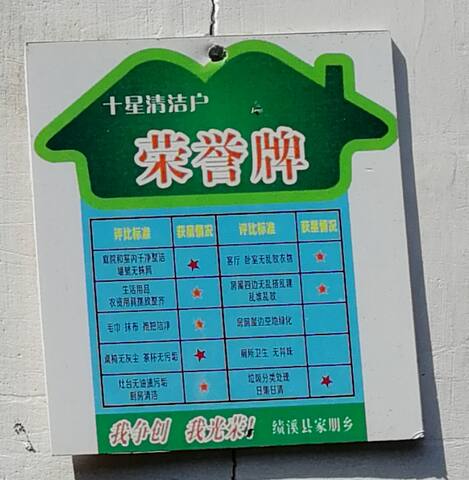 十星清洁户
荣誉牌
评比标准 获星情况 评比标准 获星情况
庭院和室内干净整洁
墙壁无蛛网
客厅 卧室无乱放衣物
生活用品
农资用具摆放整齐
房屋四边无乱搭乱建
乱堆乱放
毛巾 抹布 拖把洁净
房屋周边空地绿化
桌椅无灰尘 茶杯无污垢
厕所卫生 无异味
灶台无油渍污垢
厨房清洁
垃圾分类处理
日集日清
我争创 我光荣!
绩溪县家朋乡